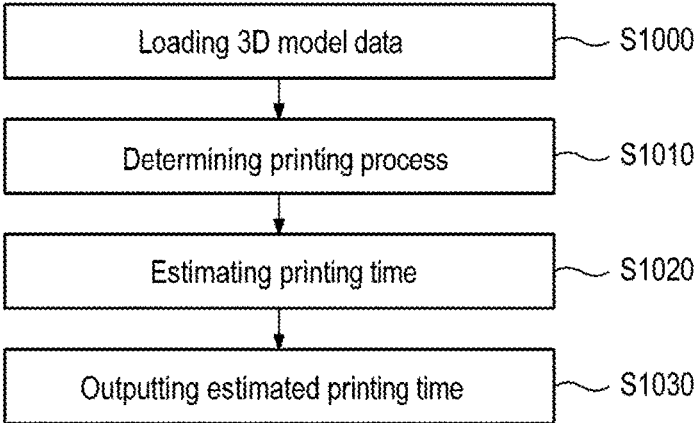 Loading 3D model data S1000
Determining printing process S1010
Estimating printing time S1020
Outputting estimated printing time S1030